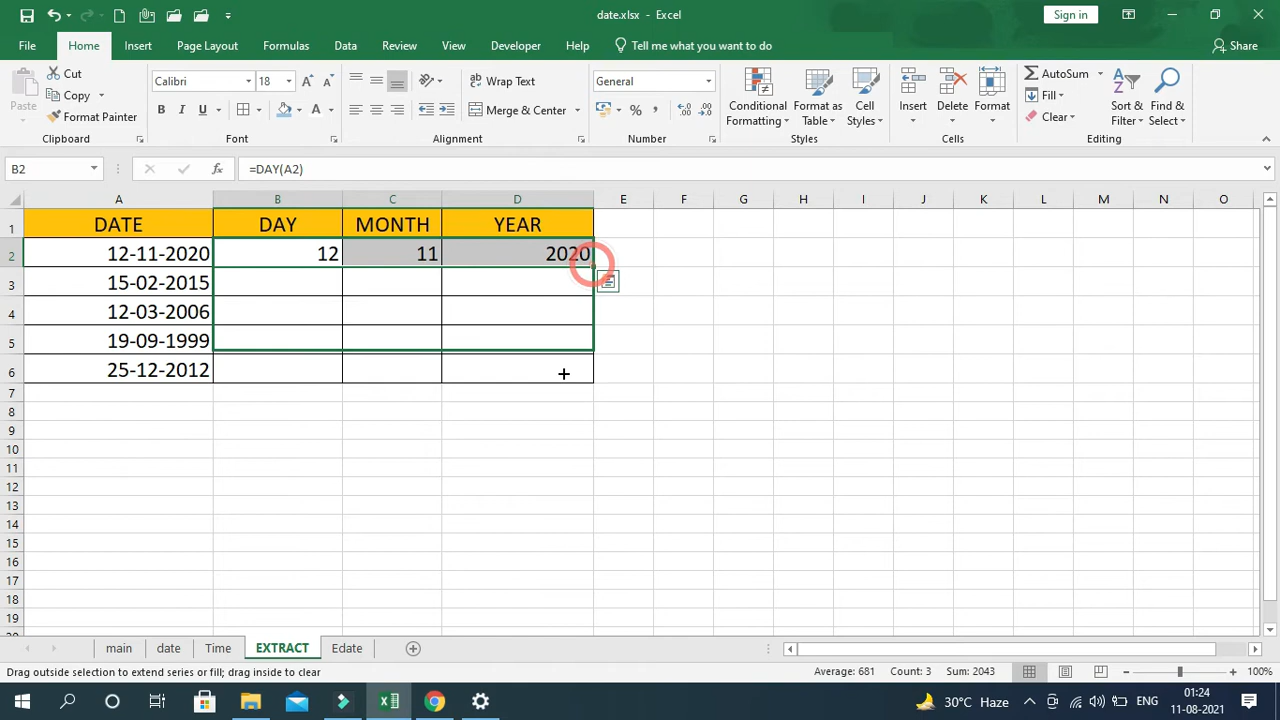 date.xlsx - Excel
Sign in
File Home Insert Page Layout Formulas Data Review View Developer Help Tell me what you want to do Share
Paste
Cut
Copy
Format Painter
Clipboard
Calibri 18
B I U
Font
Wrap Text
Merge & Center
Alignment
General
Number
Conditional Formatting
Format as Table
Cell Styles
Styles
Insert Delete Format
Cells
AutoSum
Fill
Clear
Sort & Filter
Find & Select
Editing
B2 fx =DAY(A2)
A B C D E F G H I J K L M N O
1 DATE DAY MONTH YEAR
2 12-11-2020 12 11 2020
3 15-02-2015
4 12-03-2006
5 19-09-1999
6 25-12-2012
7
8
9
10
11
12
13
14
15
16
17
18
19
main date Time EXTRACT Edate
Drag outside selection to extend series or fill; drag inside to clear Average: 681 Count: 3 Sum: 2043 100%
30°C Haze ENG 01:24
11-08-2021